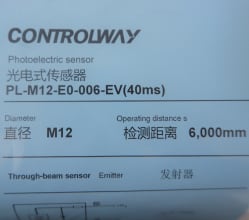 CONTROLWAY
Photoelectric sensor
光电式传感器
PL-M12-E0-006-EV(40ms)
Diameter Operating distance s
直径 M12 检测距离 6,000mm
Through-beam sensor Emitter 发射器